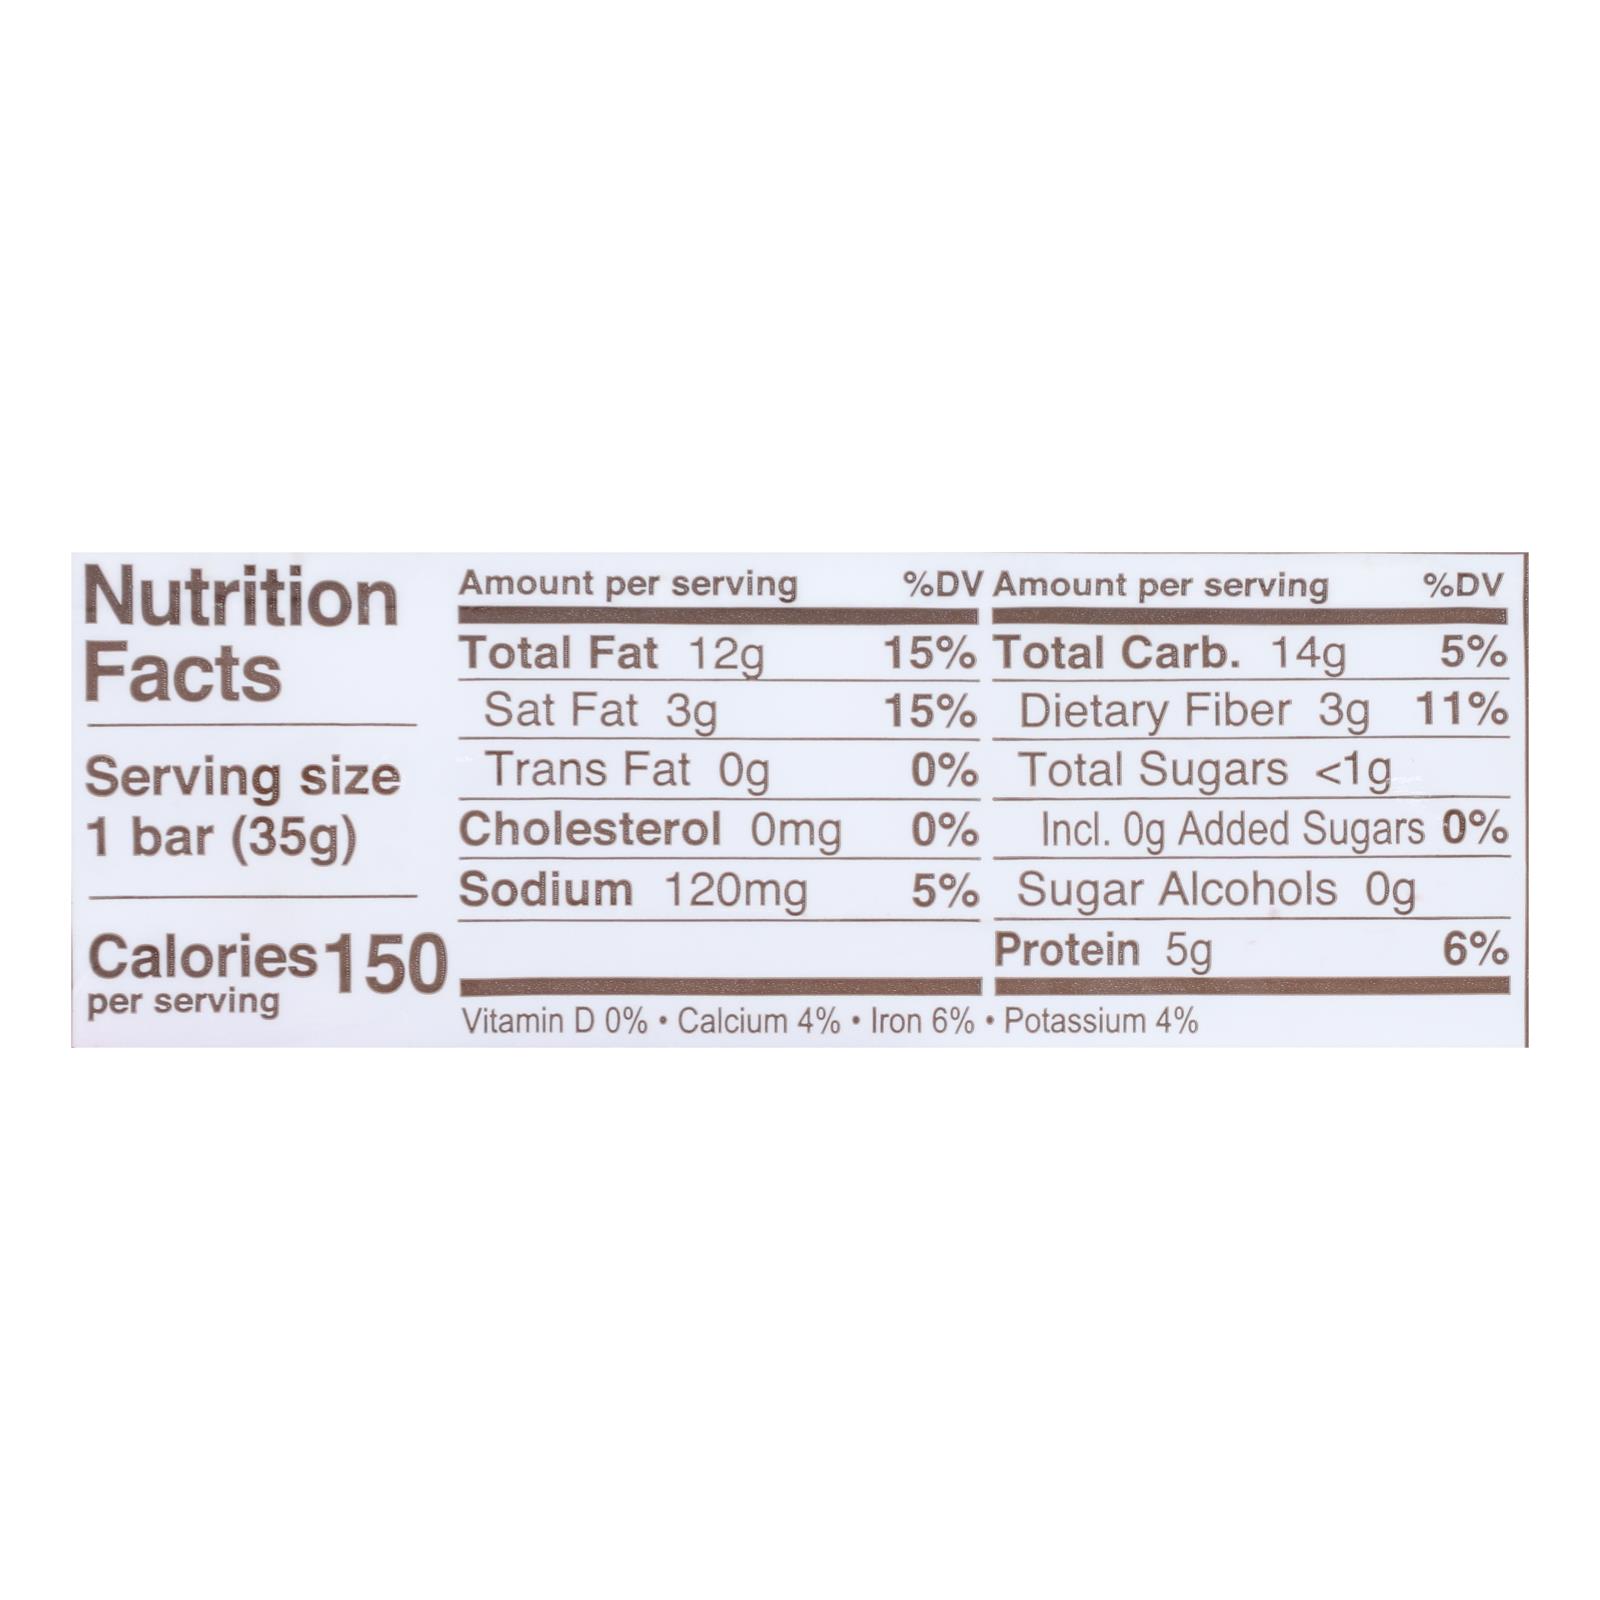 Nutrition
Facts
Serving size
1 bar (35g)
Calories 150
per serving
Amount per serving %DV
Total Fat 12g 15%
Sat Fat 3g 15%
Trans Fat 0g 0%
Cholesterol 0mg 0%
Sodium 120mg 5%
Amount per serving %DV
Total Carb. 14g 5%
Dietary Fiber 3g 11%
Total Sugars <1g
Incl. 0g Added Sugars 0%
Sugar Alcohols 0g
Protein 5g 6%
Vitamin D 0% • Calcium 4% • Iron 6% • Potassium 4%